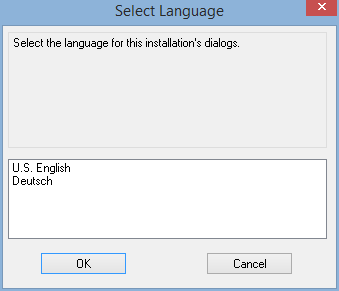 Select Language
Select the language for this installation's dialogs.
U.S. English
Deutsch
OK
Cancel